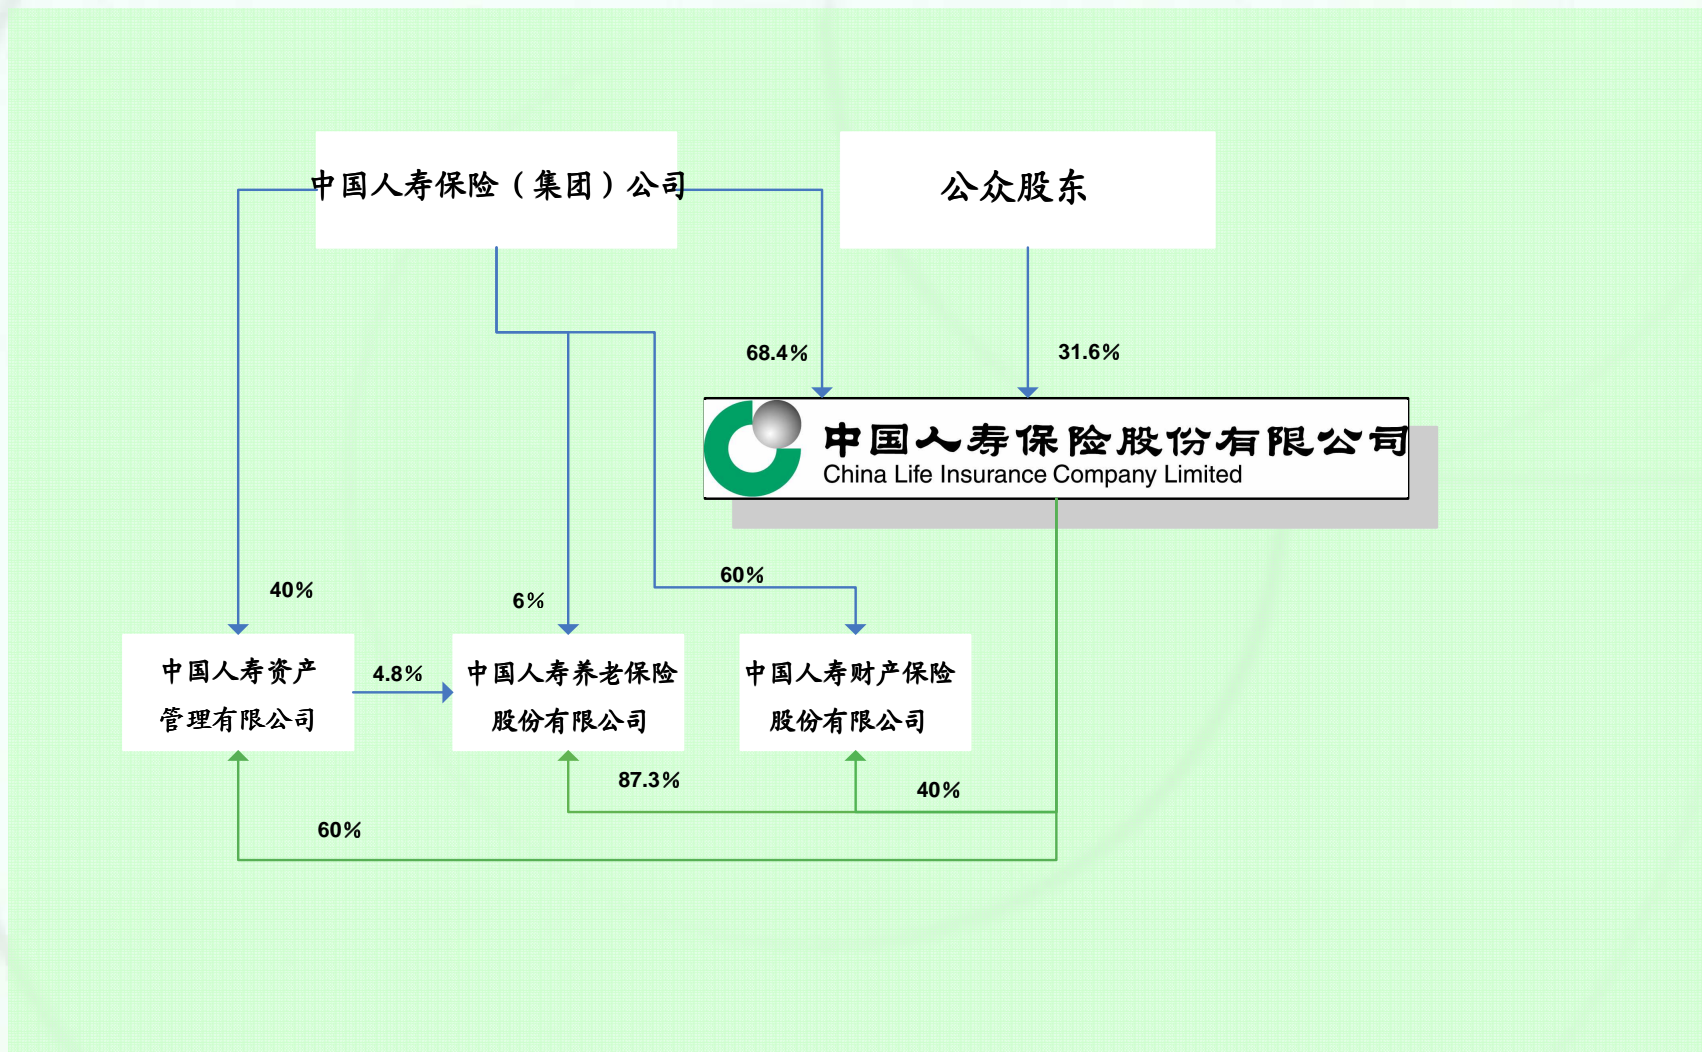 中国人寿保险（集团）公司
公众股东
68.4%
31.6%
中国人寿保险股份有限公司
China Life Insurance Company Limited
40%
6%
60%
中国人寿资产
管理有限公司
4.8%
中国人寿养老保险
股份有限公司
中国人寿财产保险
股份有限公司
87.3%
40%
60%